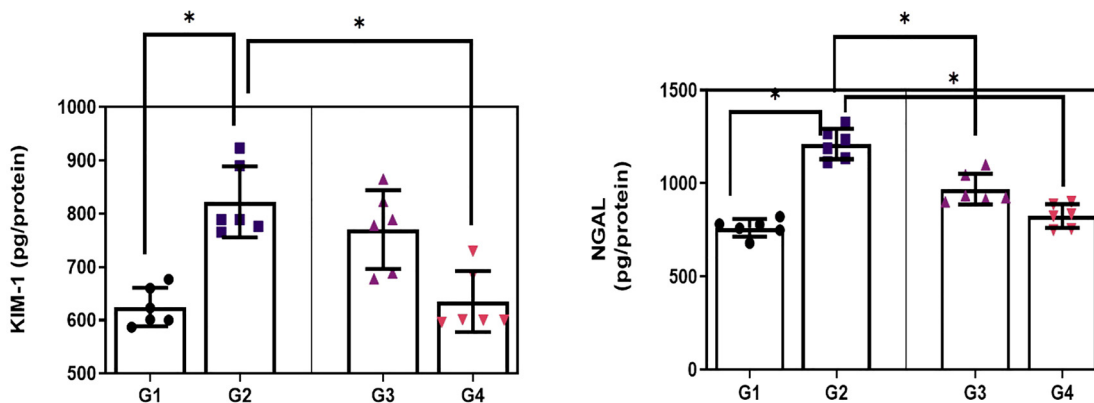 *
*
KIM-1 (pg/protein)
1000
900
800
700
600
500
G1
G2
G3
G4
*
*
*
NGAL
(pg/protein)
1500
1000
500
0
G1
G2
G3
G4